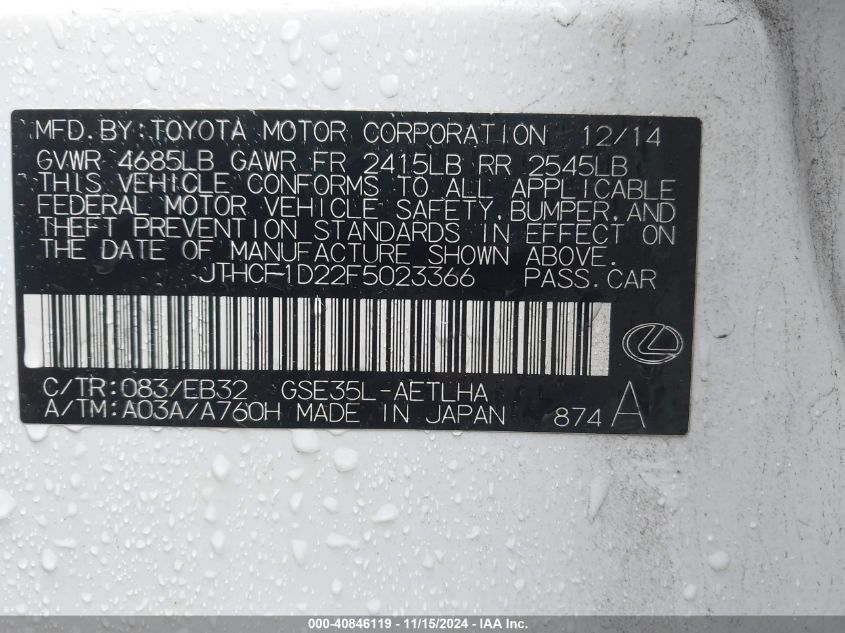 MFD. BY: TOYOTA MOTOR CORPORATION 12/14
GVWR 4685LB GAWR FR 2415LB RR 2545LB
THIS VEHICLE CONFORMS TO ALL APPLICABLE
FEDERAL MOTOR VEHICLE SAFETY, BUMPER, AND
THEFT PREVENTION STANDARDS IN EFFECT ON
THE DATE OF MANUFACTURE SHOWN ABOVE.
JTHCF1D22F5023366 PASS. CAR
C/TR: 083/EB32 GSE35L-AETLHA
A/TM: A03A/A760H MADE IN JAPAN 874 A
000-40846119 - 11/15/2024 - IAA Inc.